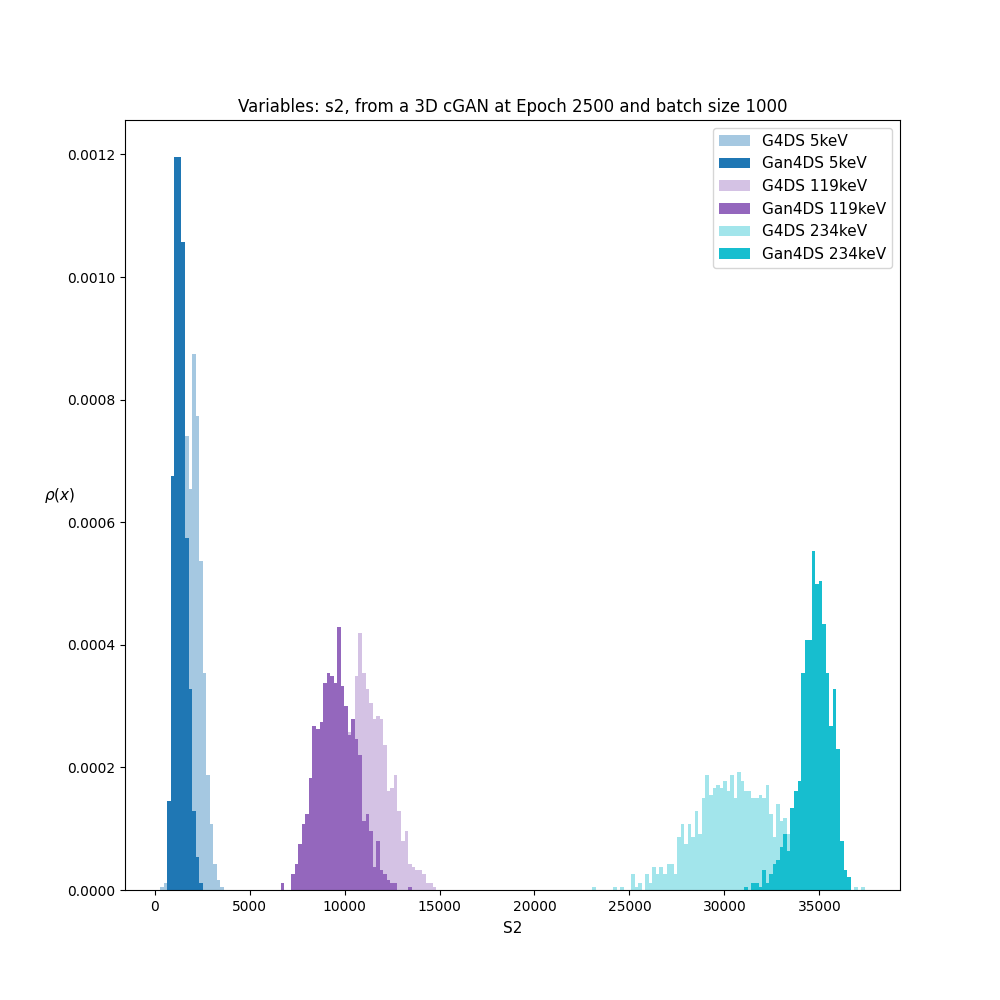 Variables: s2, from a 3D cGAN at Epoch 2500 and batch size 1000
G4DS 5keV
Gan4DS 5keV
G4DS 119keV
Gan4DS 119keV
G4DS 234keV
Gan4DS 234keV
0.0012
0.0010
0.0008
ρ(x)
0.0006
0.0004
0.0002
0.0000
0 5000 10000 15000 20000 25000 30000 35000
S2